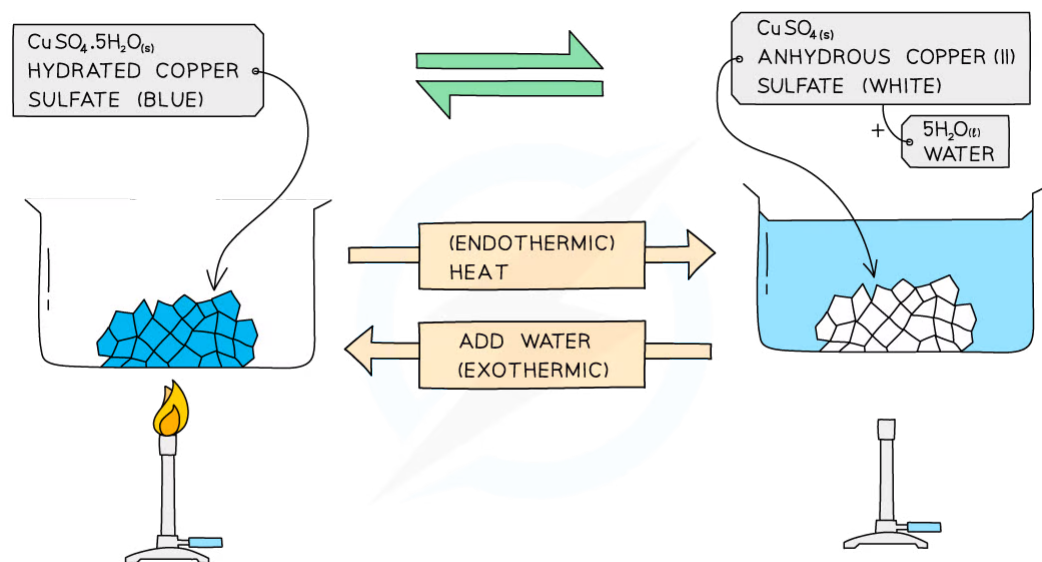 CuSO₄.5H₂O₍s₎
HYDRATED COPPER
SULFATE (BLUE)
CuSO₄₍s₎
ANHYDROUS COPPER (II)
SULFATE (WHITE)
+
5H₂O₍ℓ₎
WATER
(ENDOTHERMIC)
HEAT
ADD WATER
(EXOTHERMIC)